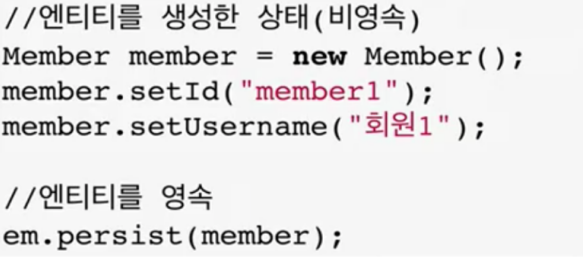 //엔티티를 생성한 상태(비영속)
Member member = new Member();
member.setId("member1");
member.setUsername("회원1");
//엔티티를 영속
em.persist(member);